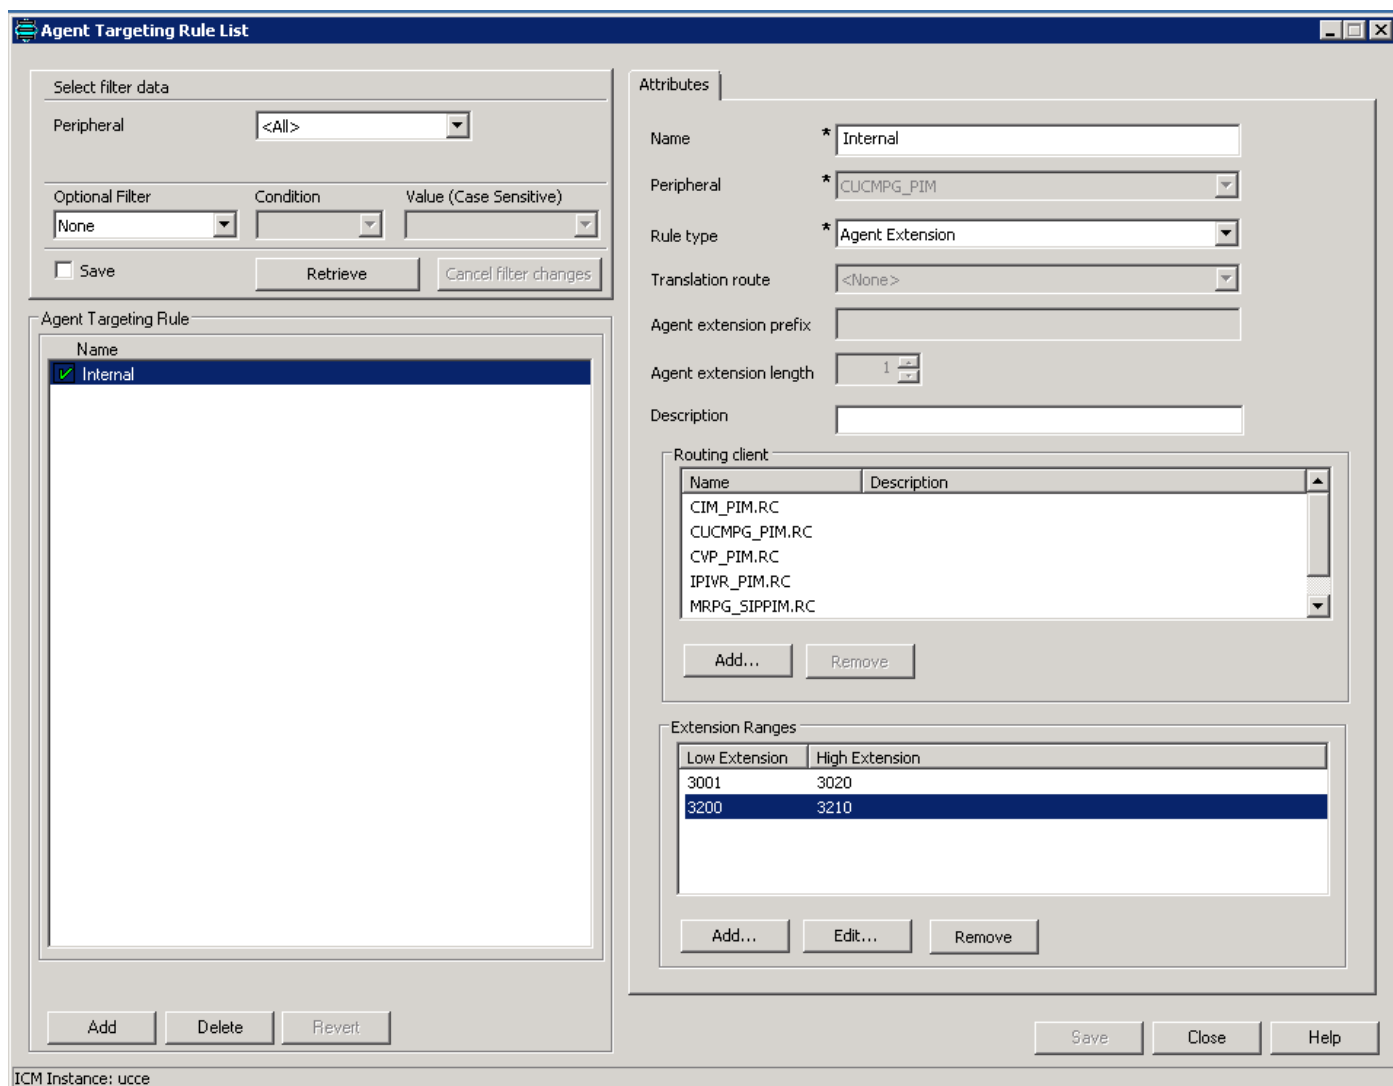 Agent Targeting Rule List
Select filter data
Peripheral <All>
Optional Filter Condition Value (Case Sensitive)
None
Save Retrieve Cancel filter changes
Agent Targeting Rule
Name
Internal
Add Delete Revert
Attributes
Name * Internal
Peripheral * CUCMPG_PIM
Rule type * Agent Extension
Translation route <None>
Agent extension prefix
Agent extension length 1
Description
Routing client
Name Description
CIM_PIM.RC
CUCMPG_PIM.RC
CVP_PIM.RC
IPIVR_PIM.RC
MRPG_SIPPIM.RC
Add... Remove
Extension Ranges
Low Extension High Extension
3001 3020
3200 3210
Add... Edit... Remove
Save Close Help
ICM Instance: ucce